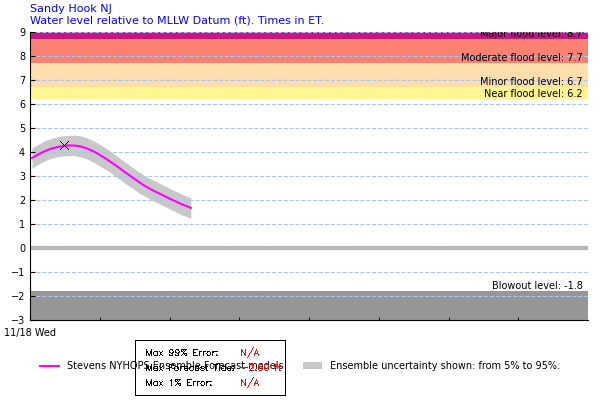 Sandy Hook NJ
Water level relative to MLLW Datum (ft). Times in ET.
9
Major flood level: 8.7
8
Moderate flood level: 7.7
7
Minor flood level: 6.7
Near flood level: 6.2
6
5
4
3
2
1
0
−1
Blowout level: -1.8
−2
−3
11/18 Wed
Max 99% Error: N/A
Stevens NYHOPS Ensemble Forecast models
Max Forecast Tide:
Ensemble uncertainty shown: from 5% to 95%.
Max 1% Error: N/A